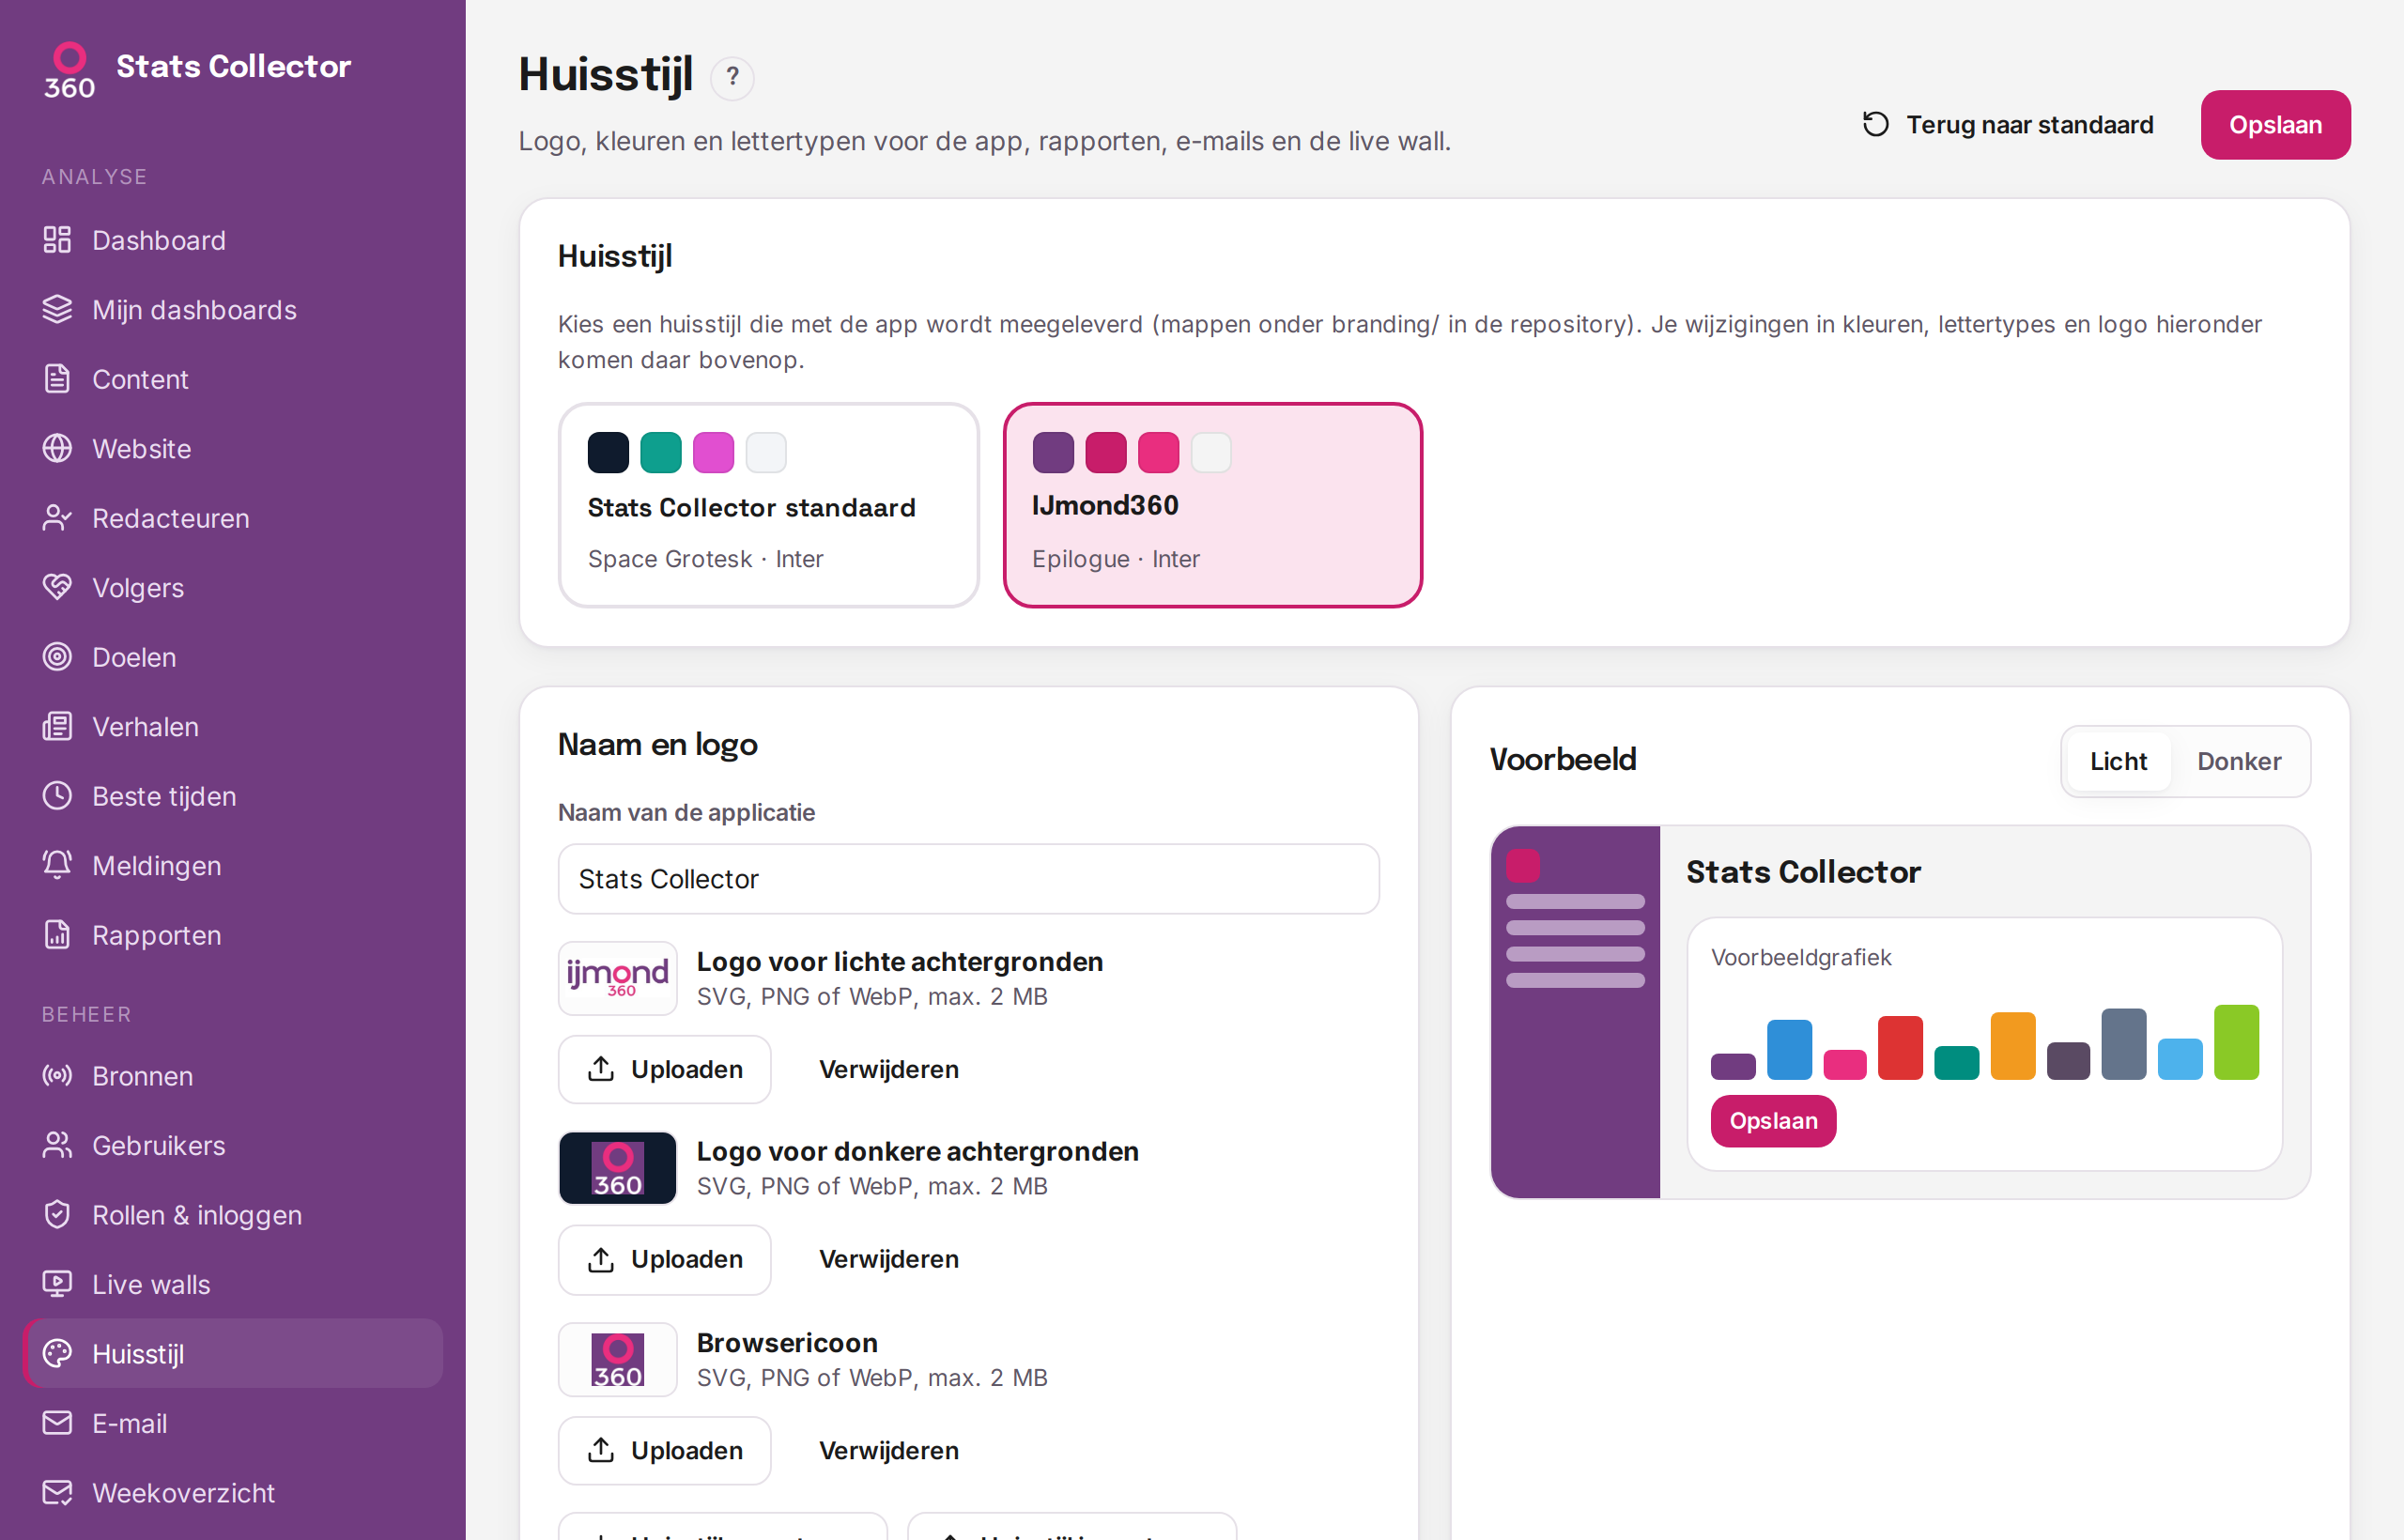 360
Stats Collector
ANALYSE
Dashboard
Mijn dashboards
Content
Website
Redacteuren
Volgers
Doelen
Verhalen
Beste tijden
Meldingen
Rapporten
BEHEER
Bronnen
Gebruikers
Rollen & inloggen
Live walls
Huisstijl
E-mail
Weekoverzicht
Huisstijl ?
Logo, kleuren en lettertypen voor de app, rapporten, e-mails en de live wall.
Terug naar standaard
Opslaan
Huisstijl
Kies een huisstijl die met de app wordt meegeleverd (mappen onder branding/ in de repository). Je wijzigingen in kleuren, lettertypes en logo hieronder
komen daar bovenop.
Stats Collector standaard
Space Grotesk · Inter
IJmond360
Epilogue · Inter
Naam en logo
Naam van de applicatie
Stats Collector
ijmond
360
Logo voor lichte achtergronden
SVG, PNG of WebP, max. 2 MB
Uploaden
Verwijderen
360
Logo voor donkere achtergronden
SVG, PNG of WebP, max. 2 MB
Uploaden
Verwijderen
360
Browsericoon
SVG, PNG of WebP, max. 2 MB
Uploaden
Verwijderen
Voorbeeld
Licht
Donker
Stats Collector
Voorbeeldgrafiek
Opslaan